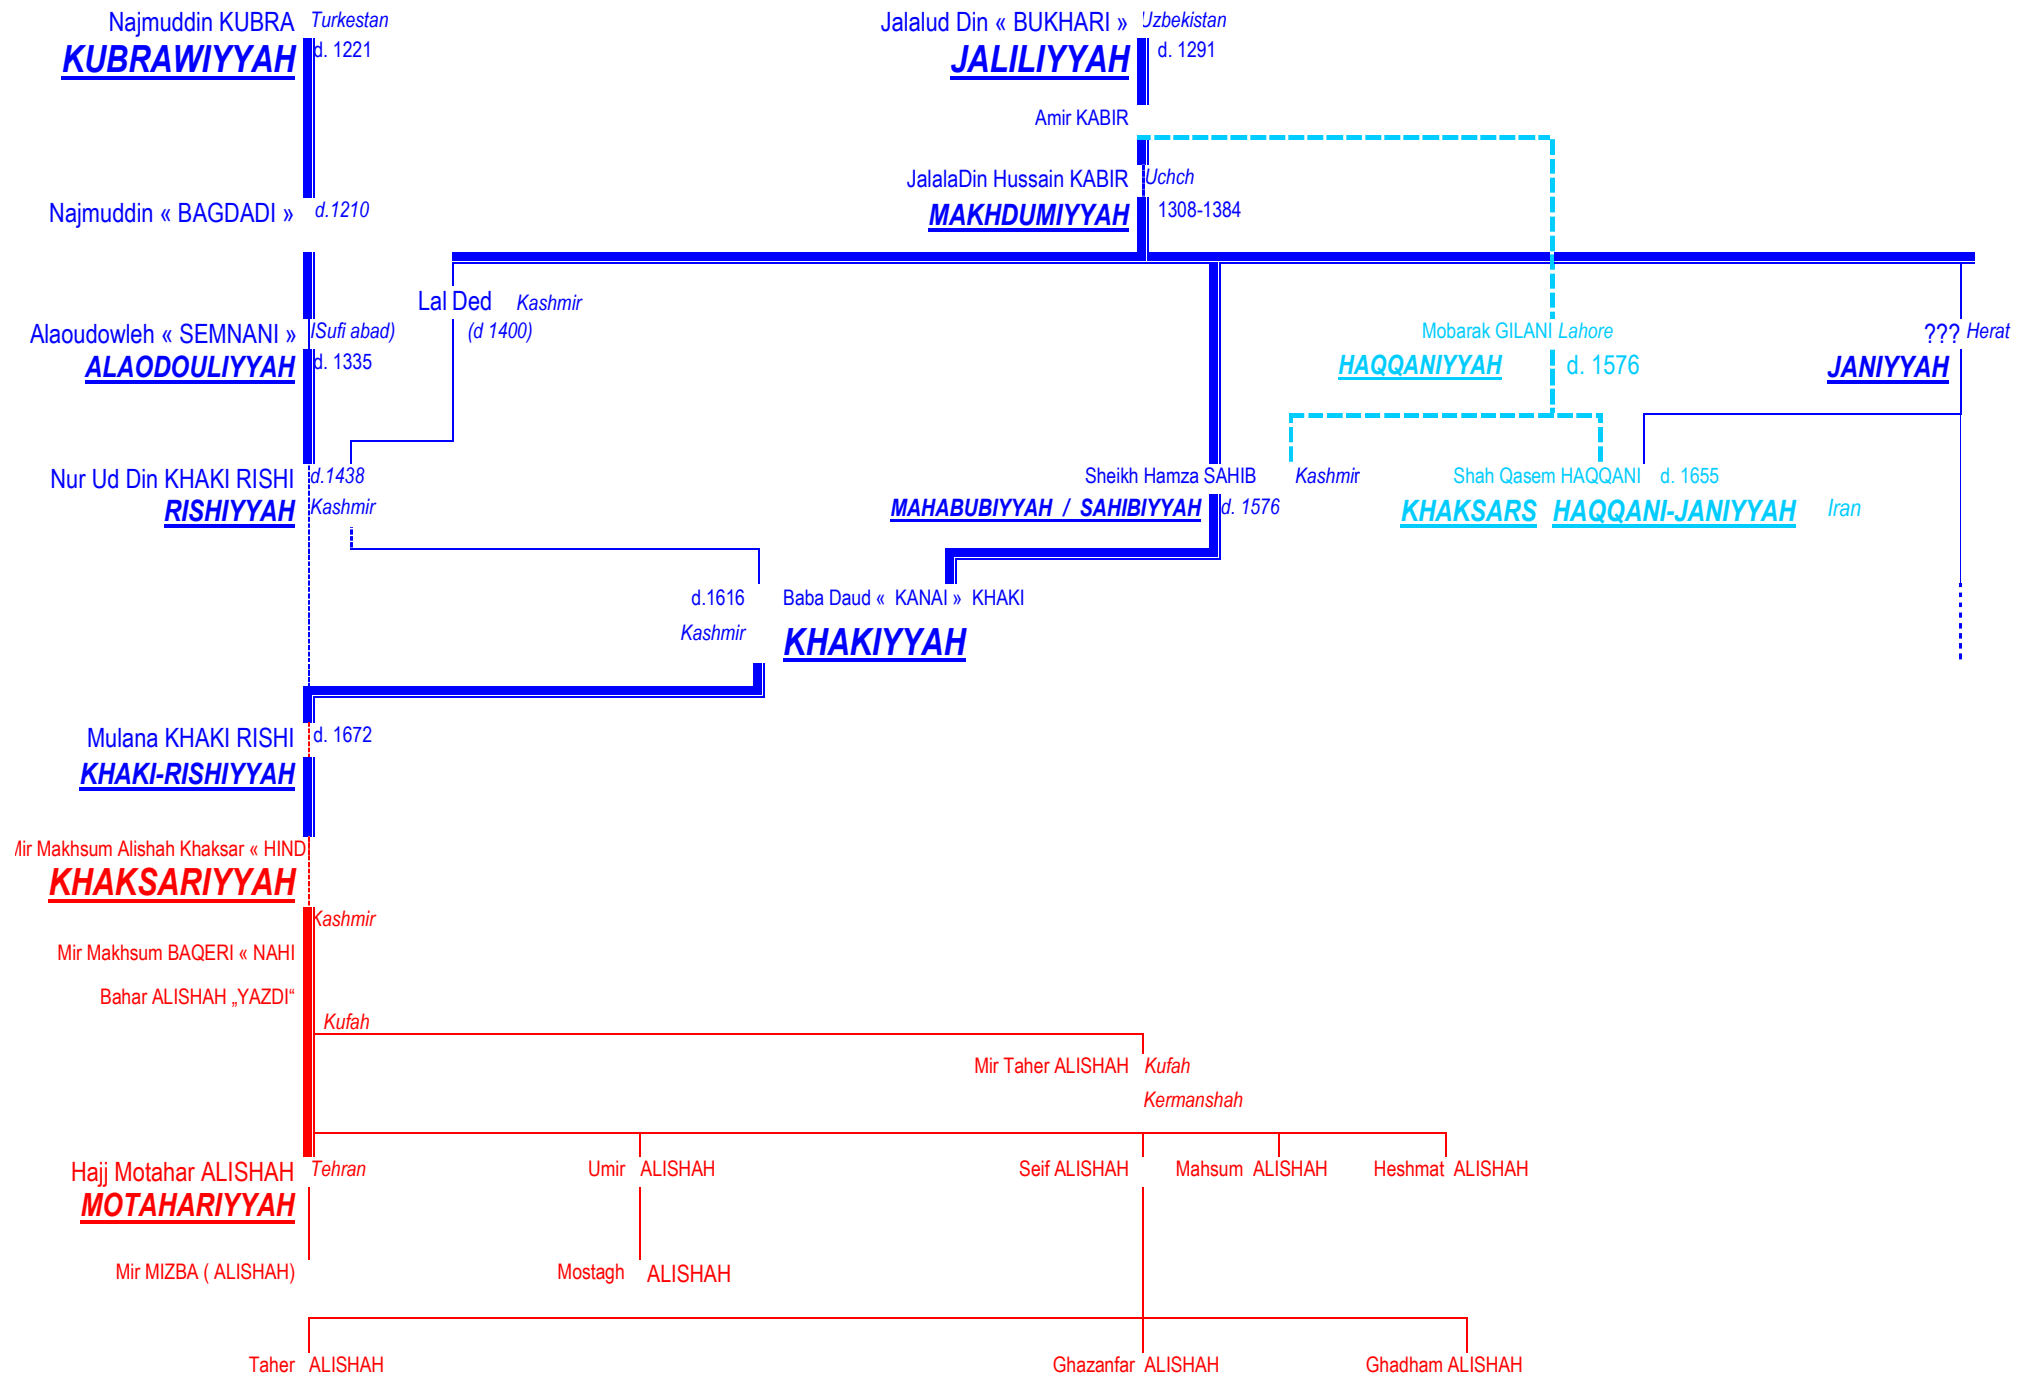 Najmuddin KUBRA Turkestan
KUBRAWIYYAH d. 1221
Jalalud Din « BUKHARI » Uzbekistan
JALILIYYAH d. 1291
Amir KABIR
JalalaDin Hussain KABIR Uchch
MAKHDUMIYYAH 1308-1384
Najmuddin « BAGDADI » d.1210
Lal Ded Kashmir
(d 1400)
Alaoudowleh « SEMNANI » (Sufi abad)
ALAODOULIYYAH d. 1335
Mobarak GILANI Lahore
HAQQANIYYAH d. 1576
??? Herat
JANIYYAH
Nur Ud Din KHAKI RISHI d.1438
RISHIYYAH Kashmir
Sheikh Hamza SAHIB Kashmir
MAHABUBIYYAH / SAHIBIYYAH d. 1576
Shah Qasem HAQQANI d. 1655
KHAKSARS HAQQANI-JANIYYAH Iran
d.1616 Baba Daud « KANAI » KHAKI
Kashmir KHAKIYYAH
Mulana KHAKI RISHI d. 1672
KHAKI-RISHIYYAH
Mir Makhsum Alishah Khaksar « HIND
KHAKSARIYYAH
Kashmir
Mir Makhsum BAQERI « NAHI
Bahar ALISHAH „YAZDI“
Kufah
Mir Taher ALISHAH Kufah
Kermanshah
Hajj Motahar ALISHAH Tehran
MOTAHARIYYAH
Umir ALISHAH
Seif ALISHAH
Mahsum ALISHAH
Heshmat ALISHAH
Mir MIZBA ( ALISHAH)
Mostagh ALISHAH
Taher ALISHAH
Ghazanfar ALISHAH
Ghadham ALISHAH